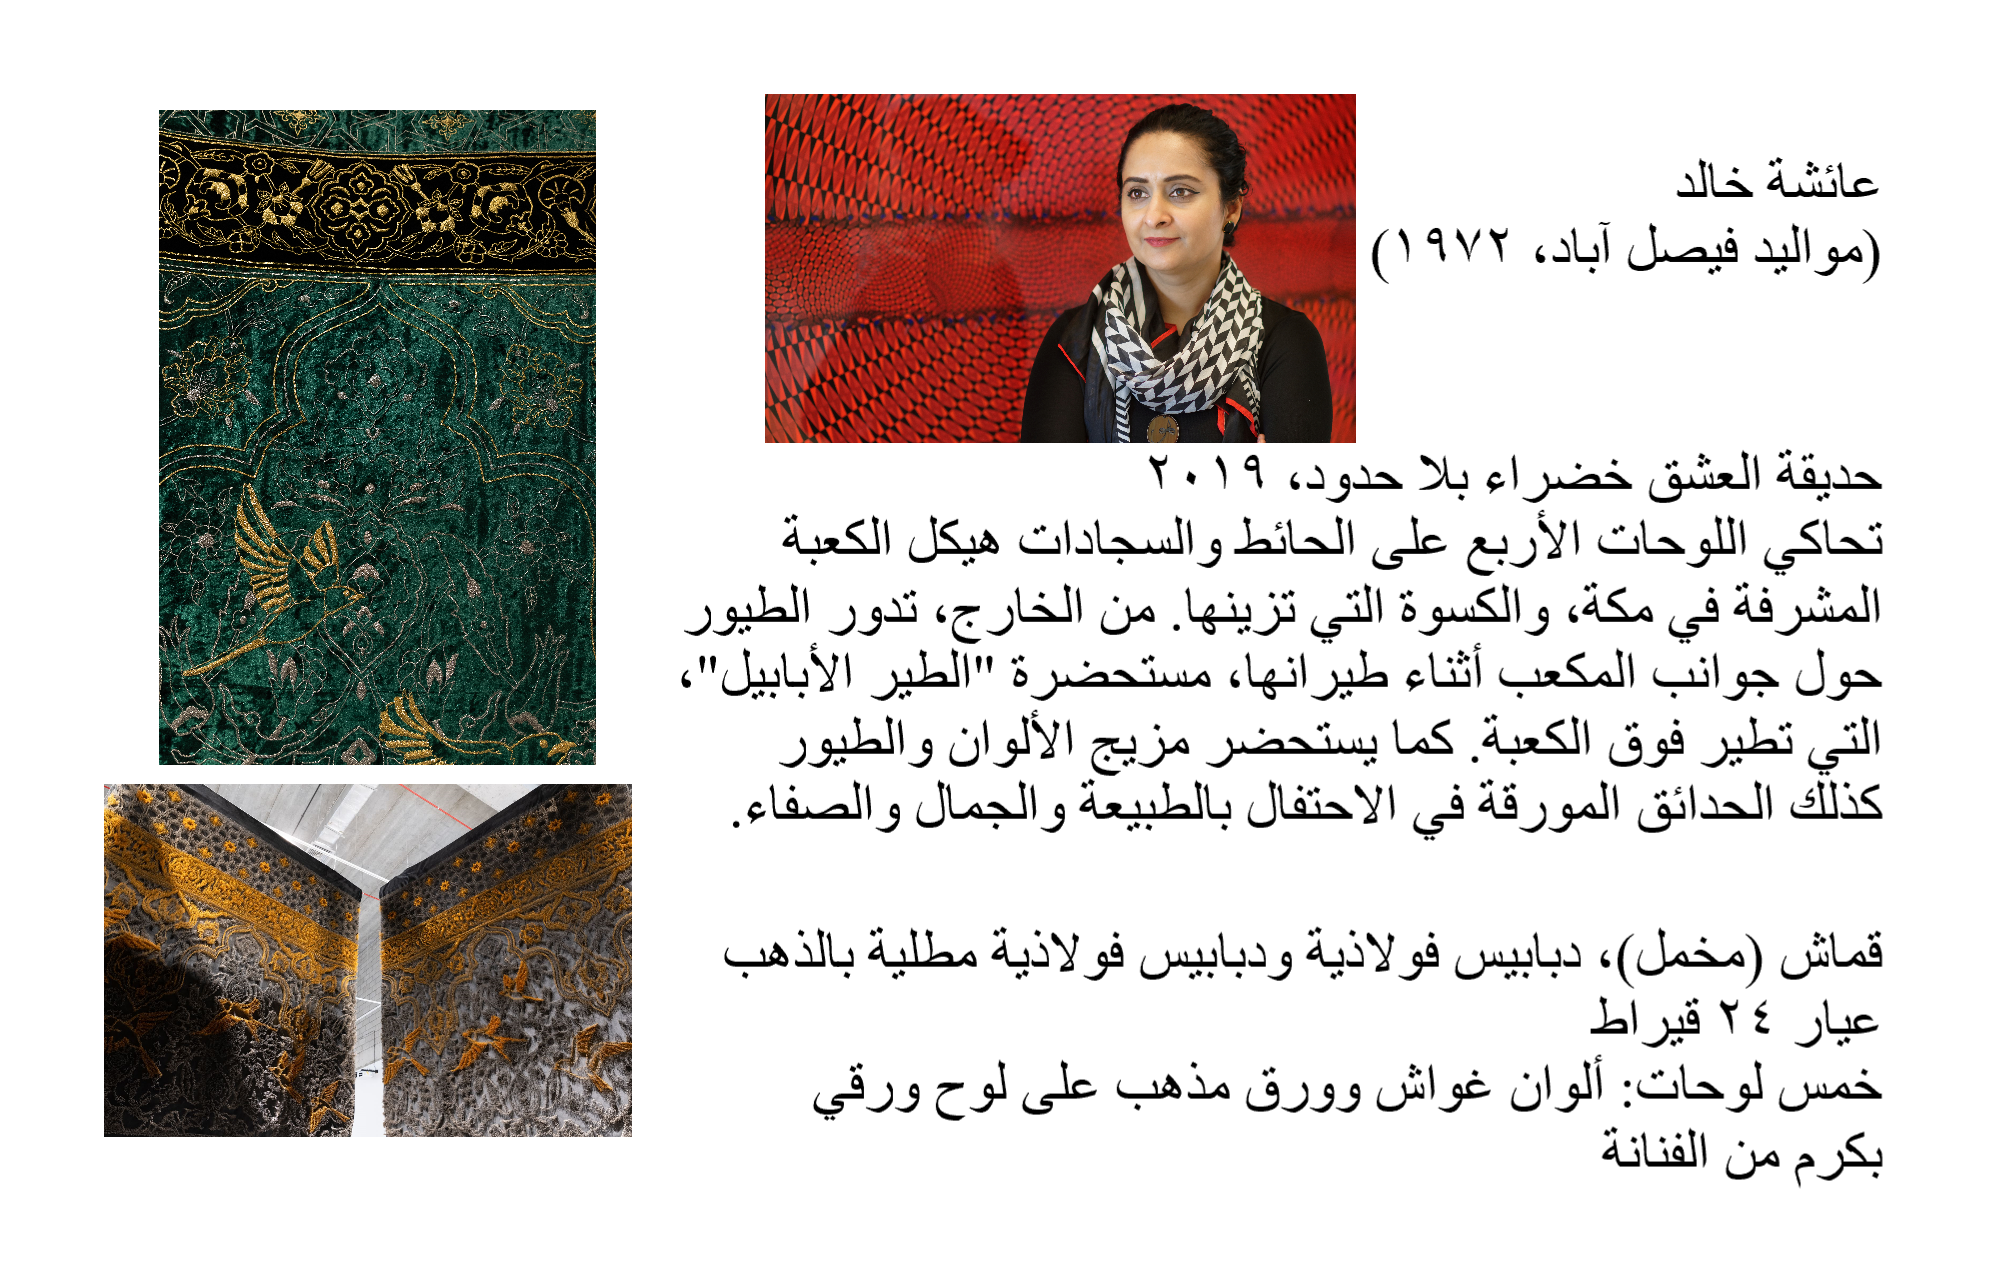 عائشة خالد
(مواليد فيصل آباد، ١٩٧٢)
حديقة العشق خضراء بلا حدود، ٢٠١٩
تحاكي اللوحات الأربع على الحائط والسجادات هيكل الكعبة
المشرفة في مكة، والكسوة التي تزينها. من الخارج، تدور الطيور
حول جوانب المكعب أثناء طيرانها، مستحضرة "الطير الأبابيل"،
التي تطير فوق الكعبة. كما يستحضر مزيج الألوان والطيور
كذلك الحدائق المورقة في الاحتفال بالطبيعة والجمال والصفاء.
قماش (مخمل)، دبابيس فولاذية ودبابيس فولاذية مطلية بالذهب
عيار ٢٤ قيراط
خمس لوحات: ألوان غواش وورق مذهب على لوح ورقي
بكرم من الفنانة